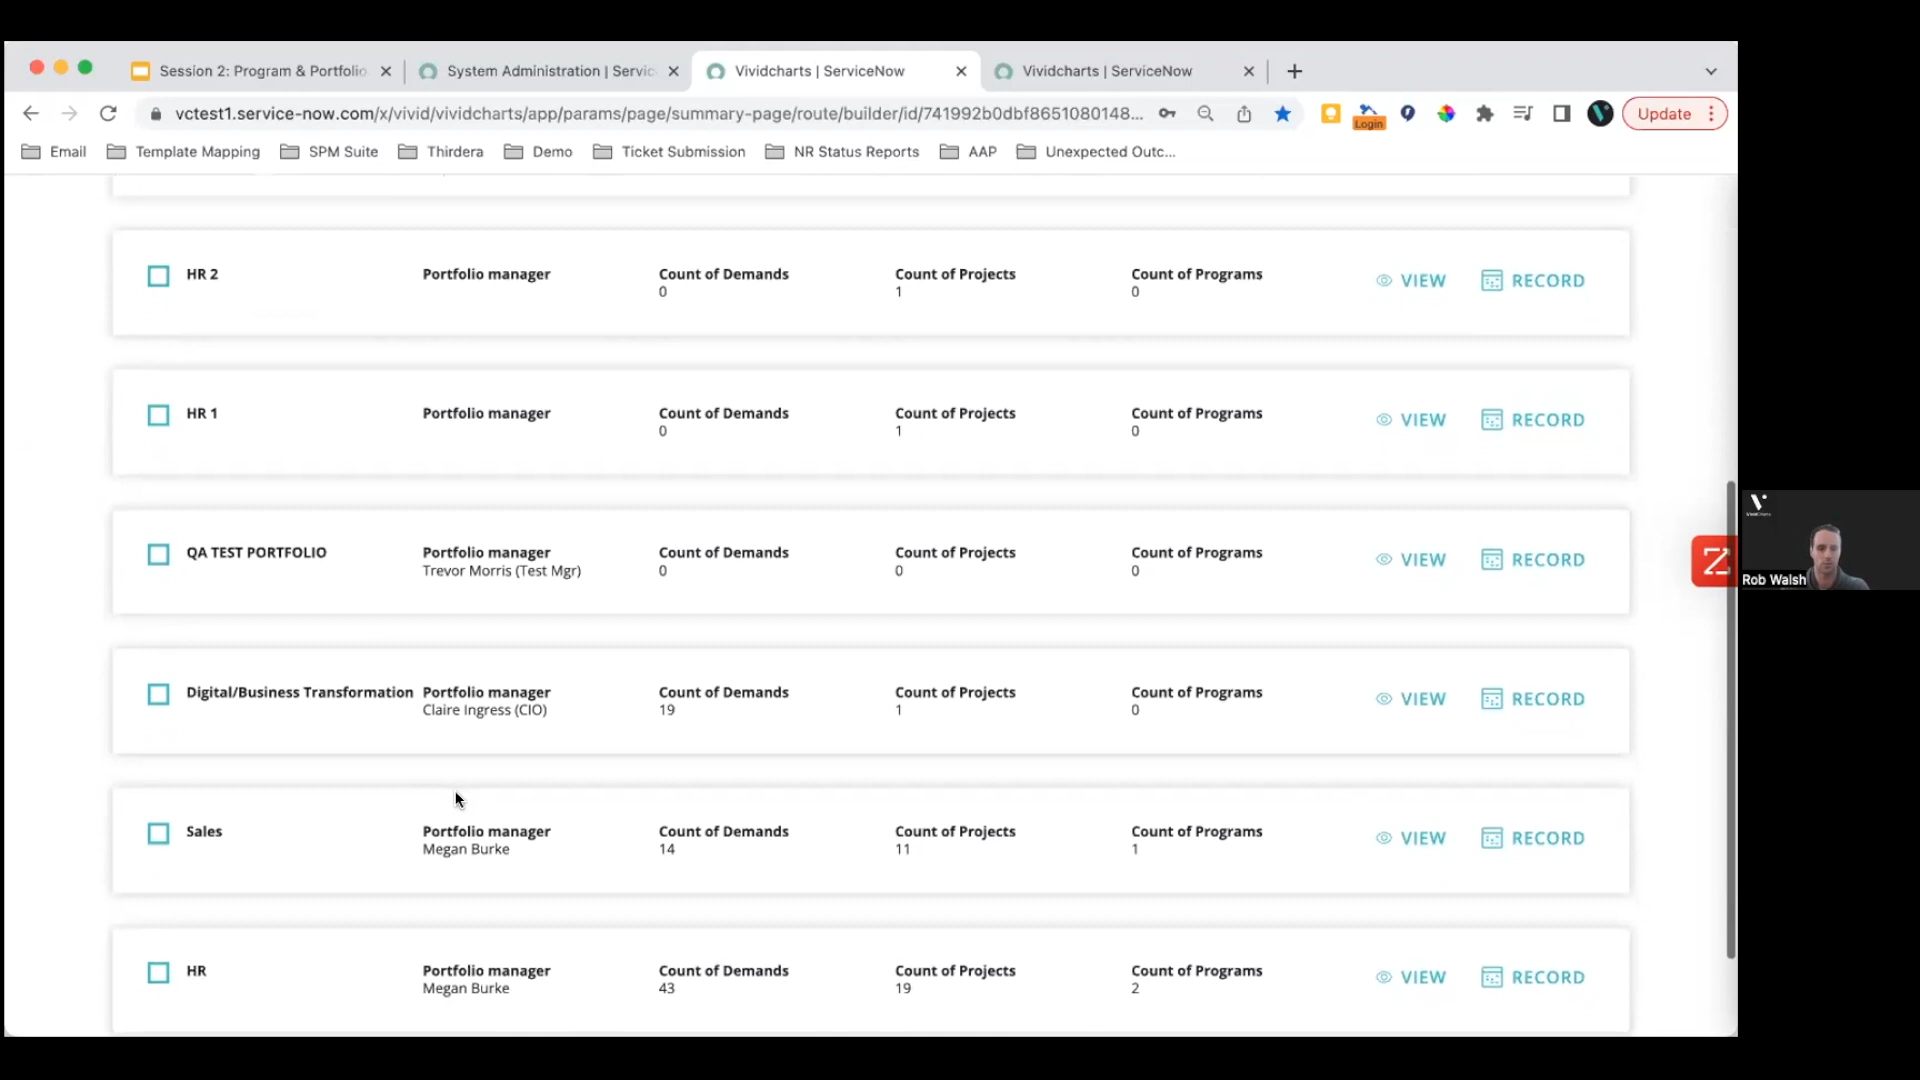 Session 2: Program & Portfolio
System Administration | Servic
Vividcharts | ServiceNow
Vividcharts | ServiceNow
vctest1.service-now.com/x/vivid/vividcharts/app/params/page/summary-page/route/builder/id/741992b0dbf8651080148...
Login
Update
Email
Template Mapping
SPM Suite
Thirdera
Demo
Ticket Submission
NR Status Reports
AAP
Unexpected Outc...
HR 2 Portfolio manager Count of Demands Count of Projects Count of Programs VIEW RECORD
0 1 0
HR 1 Portfolio manager Count of Demands Count of Projects Count of Programs VIEW RECORD
0 1 0
QA TEST PORTFOLIO Portfolio manager Count of Demands Count of Projects Count of Programs VIEW RECORD
Trevor Morris (Test Mgr) 0 0 0
Digital/Business Transformation Portfolio manager Count of Demands Count of Projects Count of Programs VIEW RECORD
Claire Ingress (CIO) 19 1 0
Sales Portfolio manager Count of Demands Count of Projects Count of Programs VIEW RECORD
Megan Burke 14 11 1
HR Portfolio manager Count of Demands Count of Projects Count of Programs VIEW RECORD
Megan Burke 43 19 2
Rob Walsh